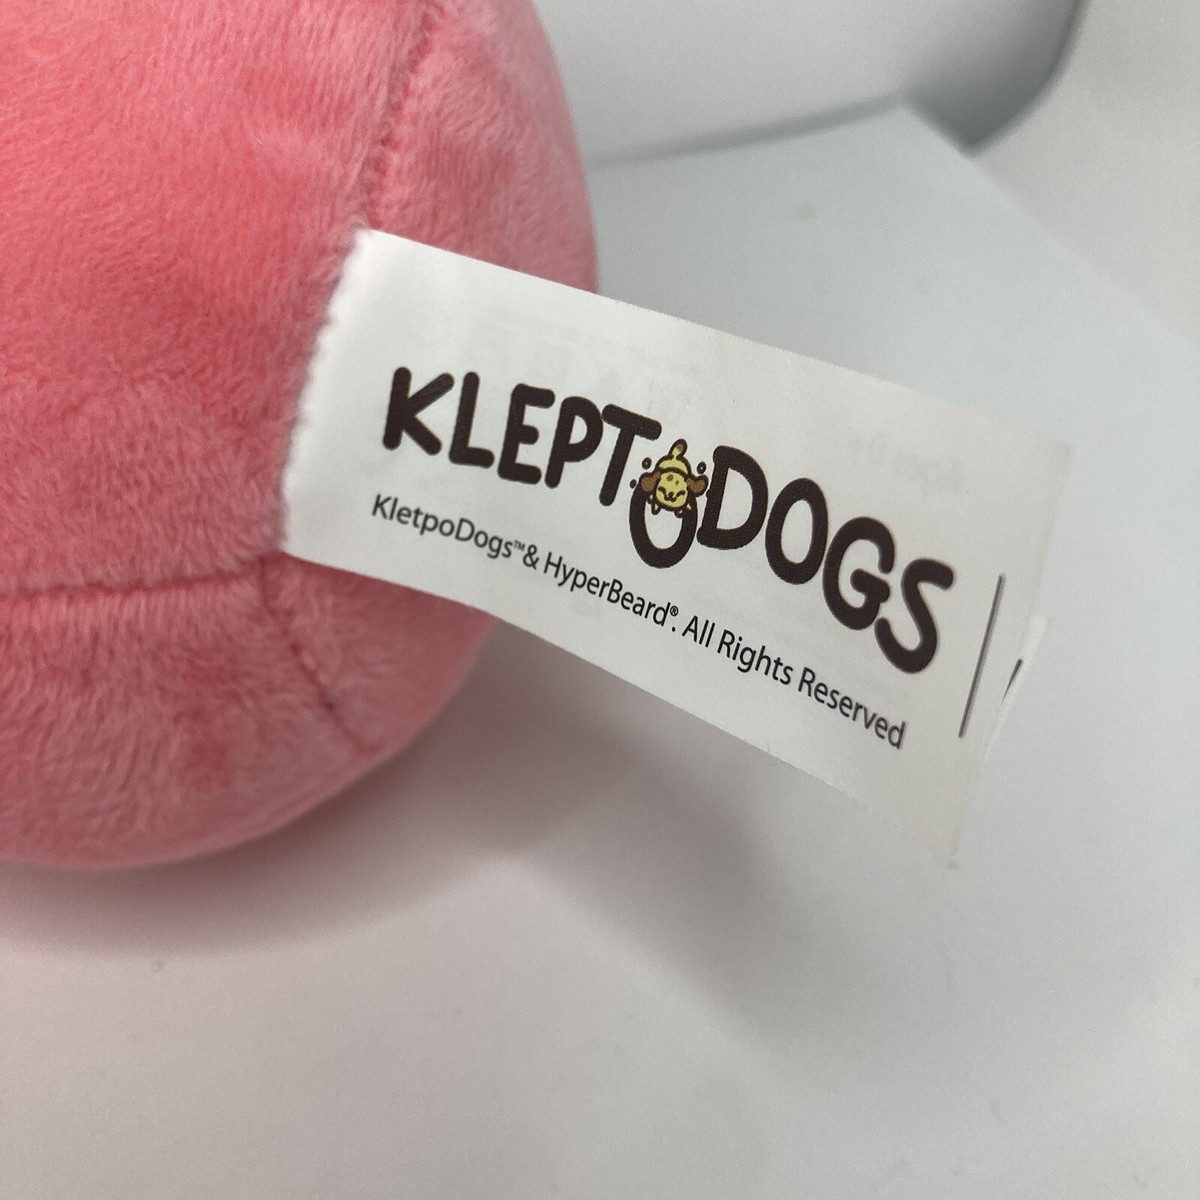 KLEPTODOGS
KletpoDogs™& HyperBeard®. All Rights Reserved